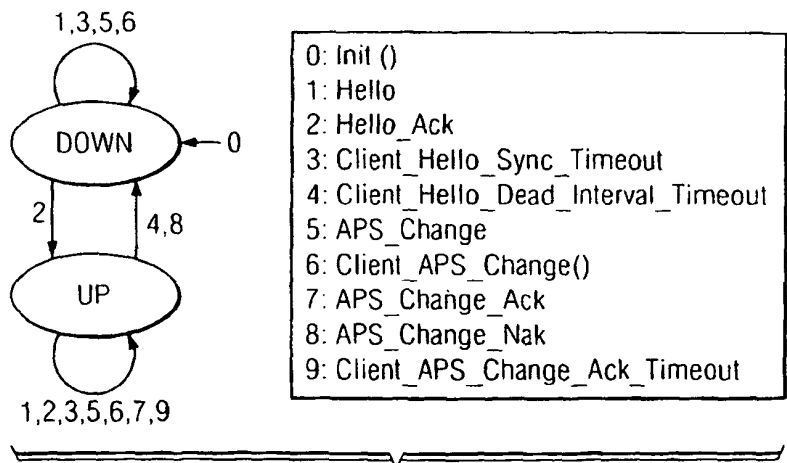 1,3,5,6
DOWN
0
2
4,8
UP
1,2,3,5,6,7,9
0: Init ()
1: Hello
2: Hello_Ack
3: Client_Hello_Sync_Timeout
4: Client_Hello_Dead_Interval_Timeout
5: APS_Change
6: Client_APS_Change()
7: APS_Change_Ack
8: APS_Change_Nak
9: Client_APS_Change_Ack_Timeout